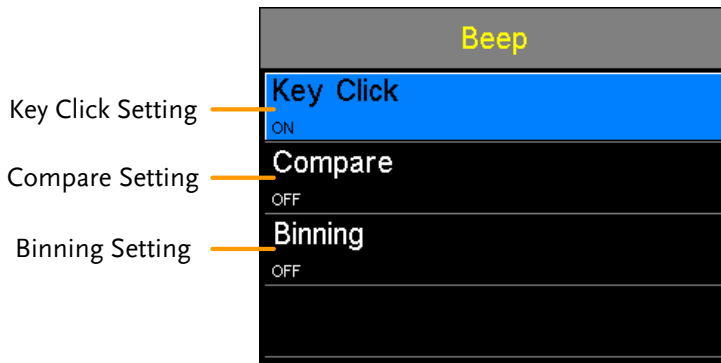 Beep
Key Click Setting
Key Click
ON
Compare Setting
Compare
OFF
Binning Setting
Binning
OFF